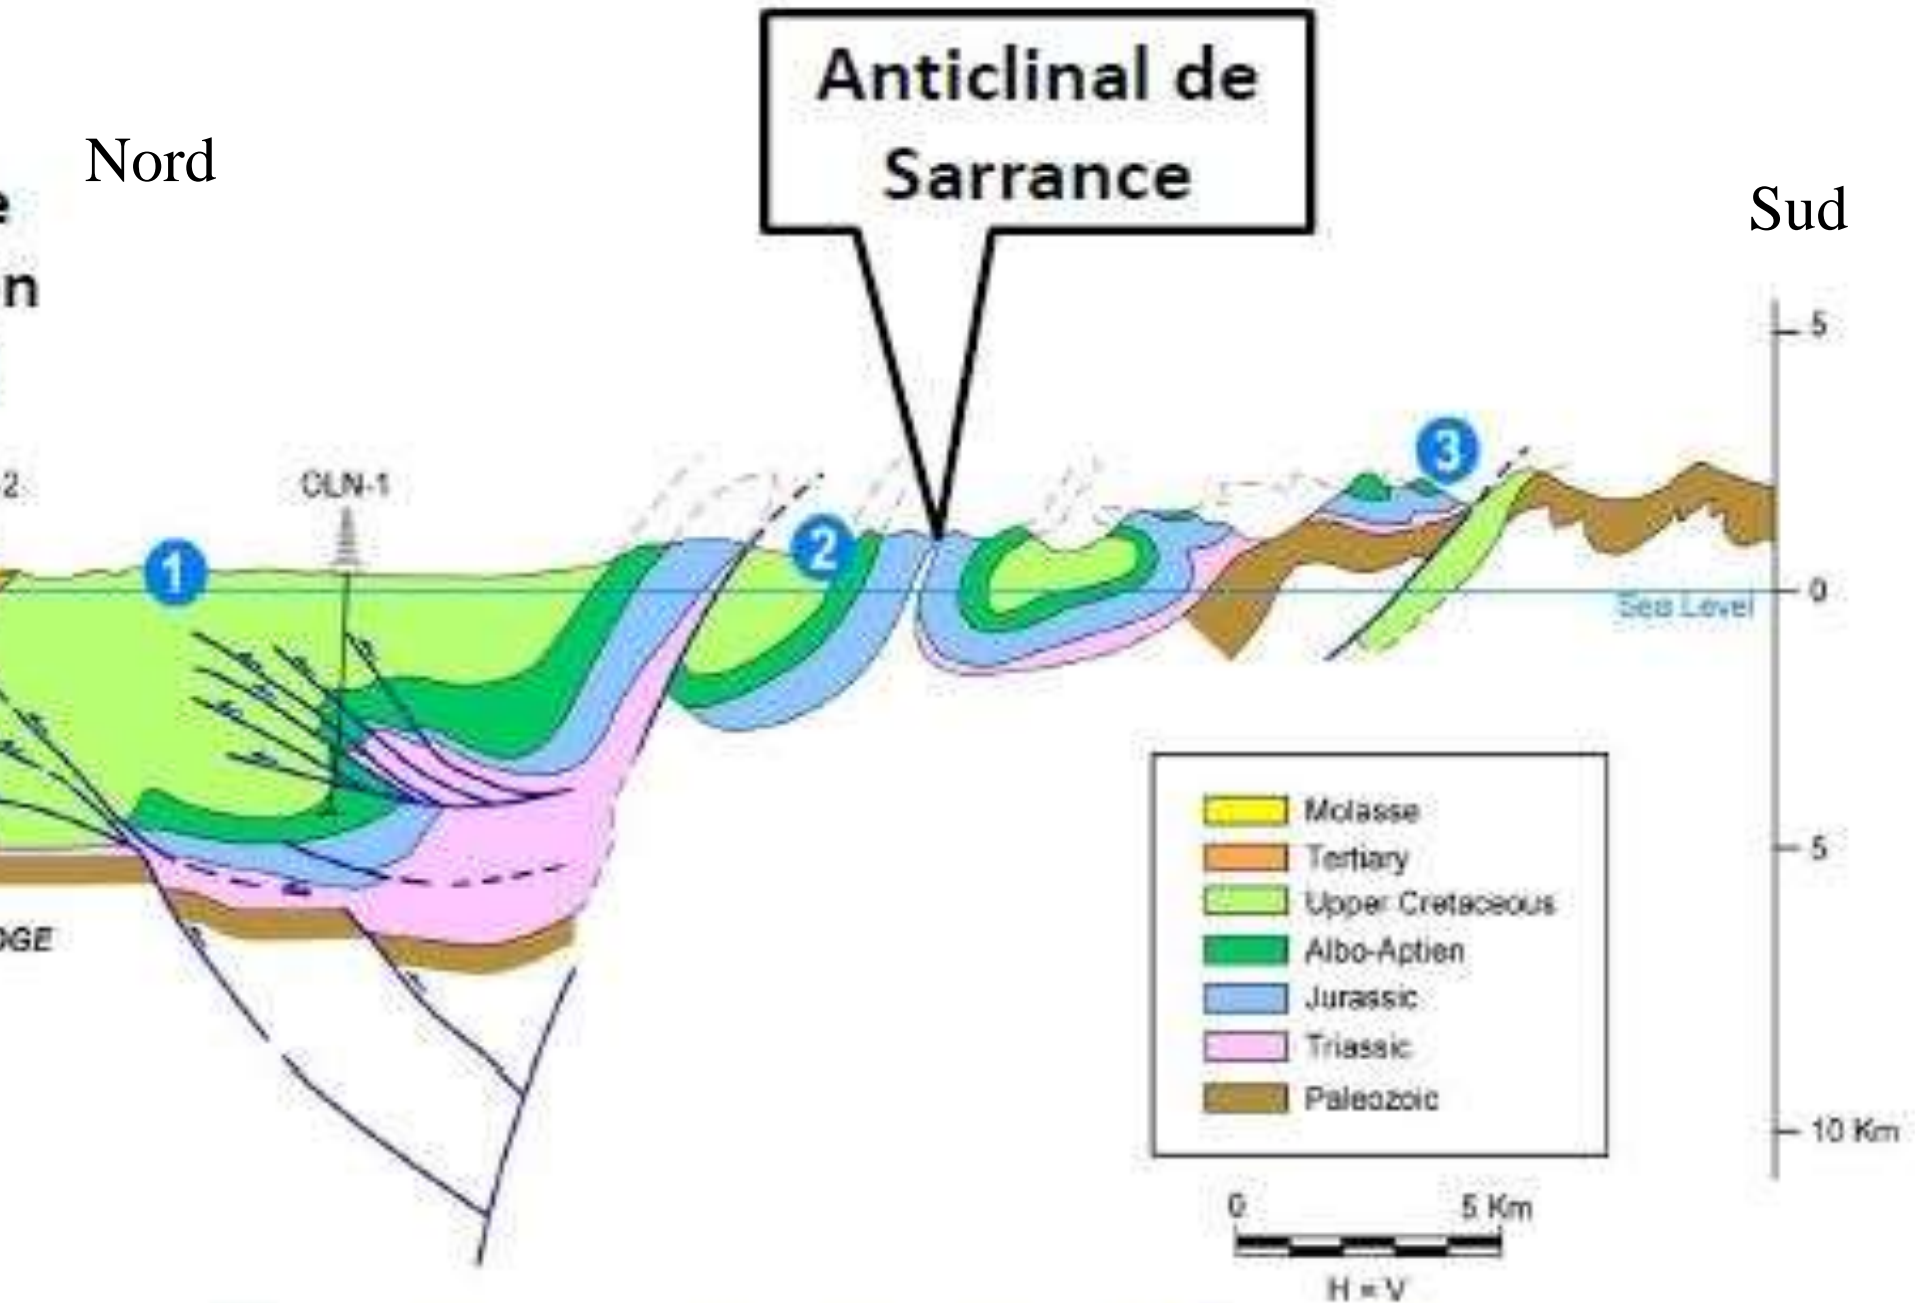 Anticlinal de
Sarrance
Nord
Sud
e
n
5
3
2
OLN-1
-2
1
0
Sea Level
5
Molasse
Tertiary
Upper Cretaceous
Albo-Aptien
Jurassic
Triassic
Paleozoic
OGE
10 Km
0
5 Km
H = V